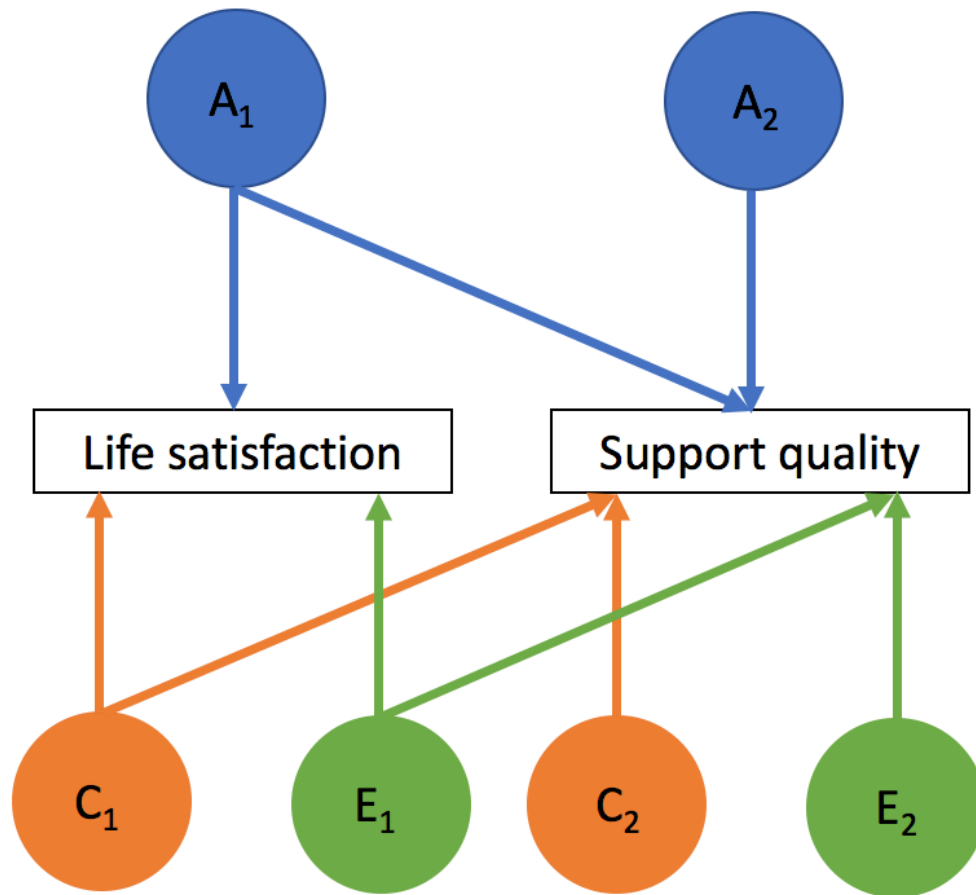 A₁
A₂
Life satisfaction
Support quality
C₁
E₁
C₂
E₂